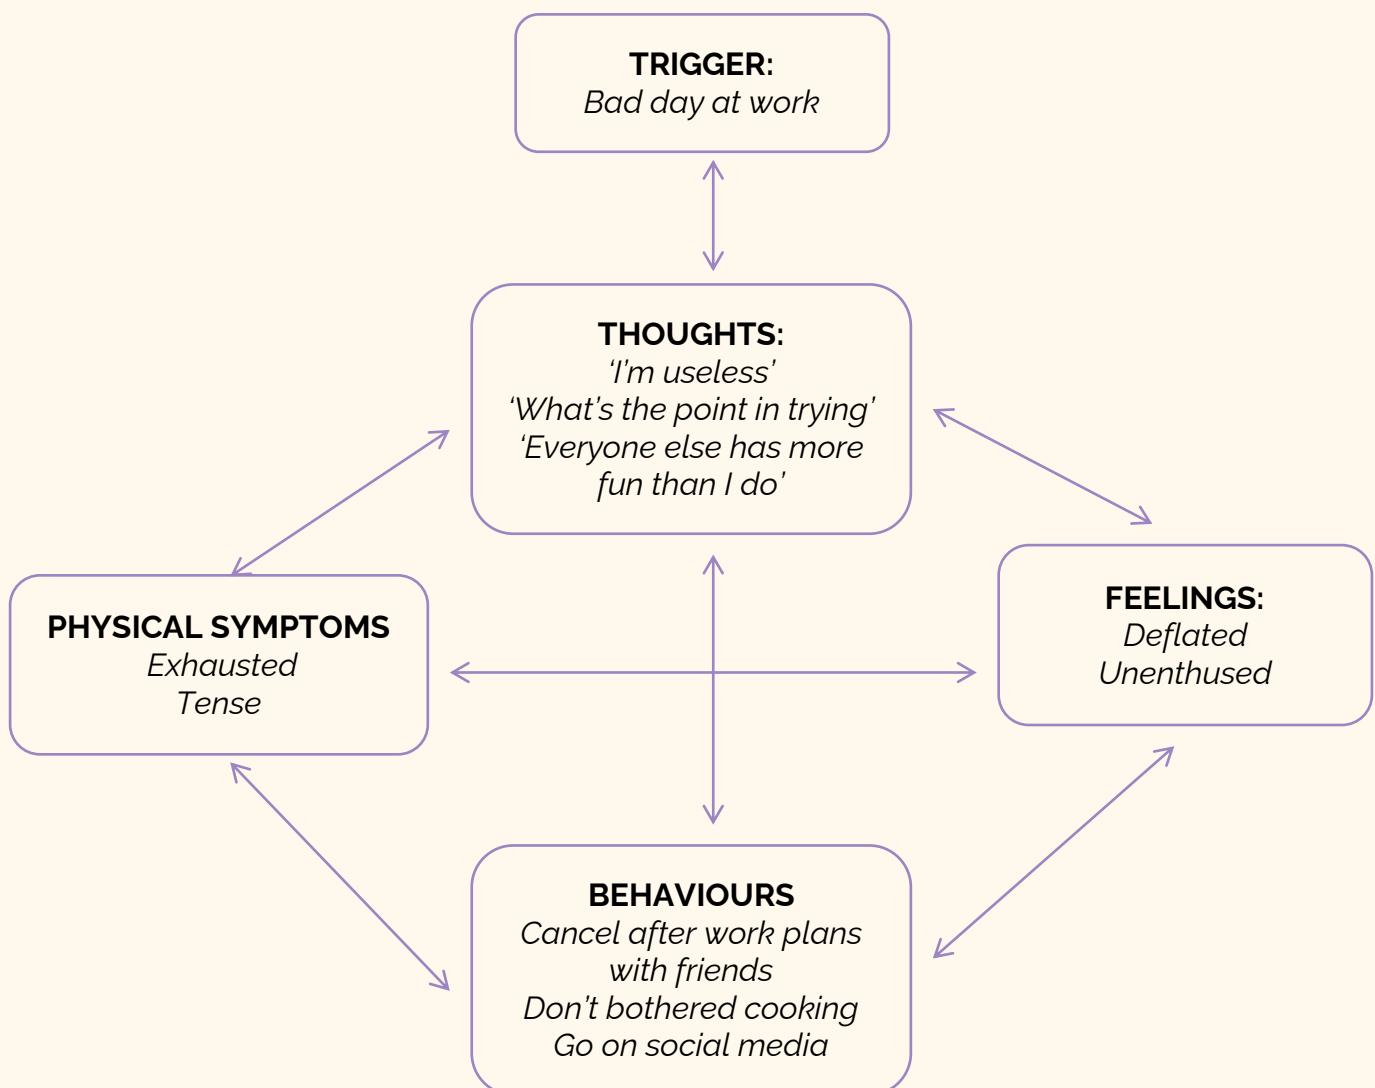 TRIGGER:
Bad day at work
THOUGHTS:
‘I’m useless’
‘What’s the point in trying’
‘Everyone else has more
fun than I do’
PHYSICAL SYMPTOMS
Exhausted
Tense
FEELINGS:
Deflated
Unenthused
BEHAVIOURS
Cancel after work plans
with friends
Don’t bothered cooking
Go on social media